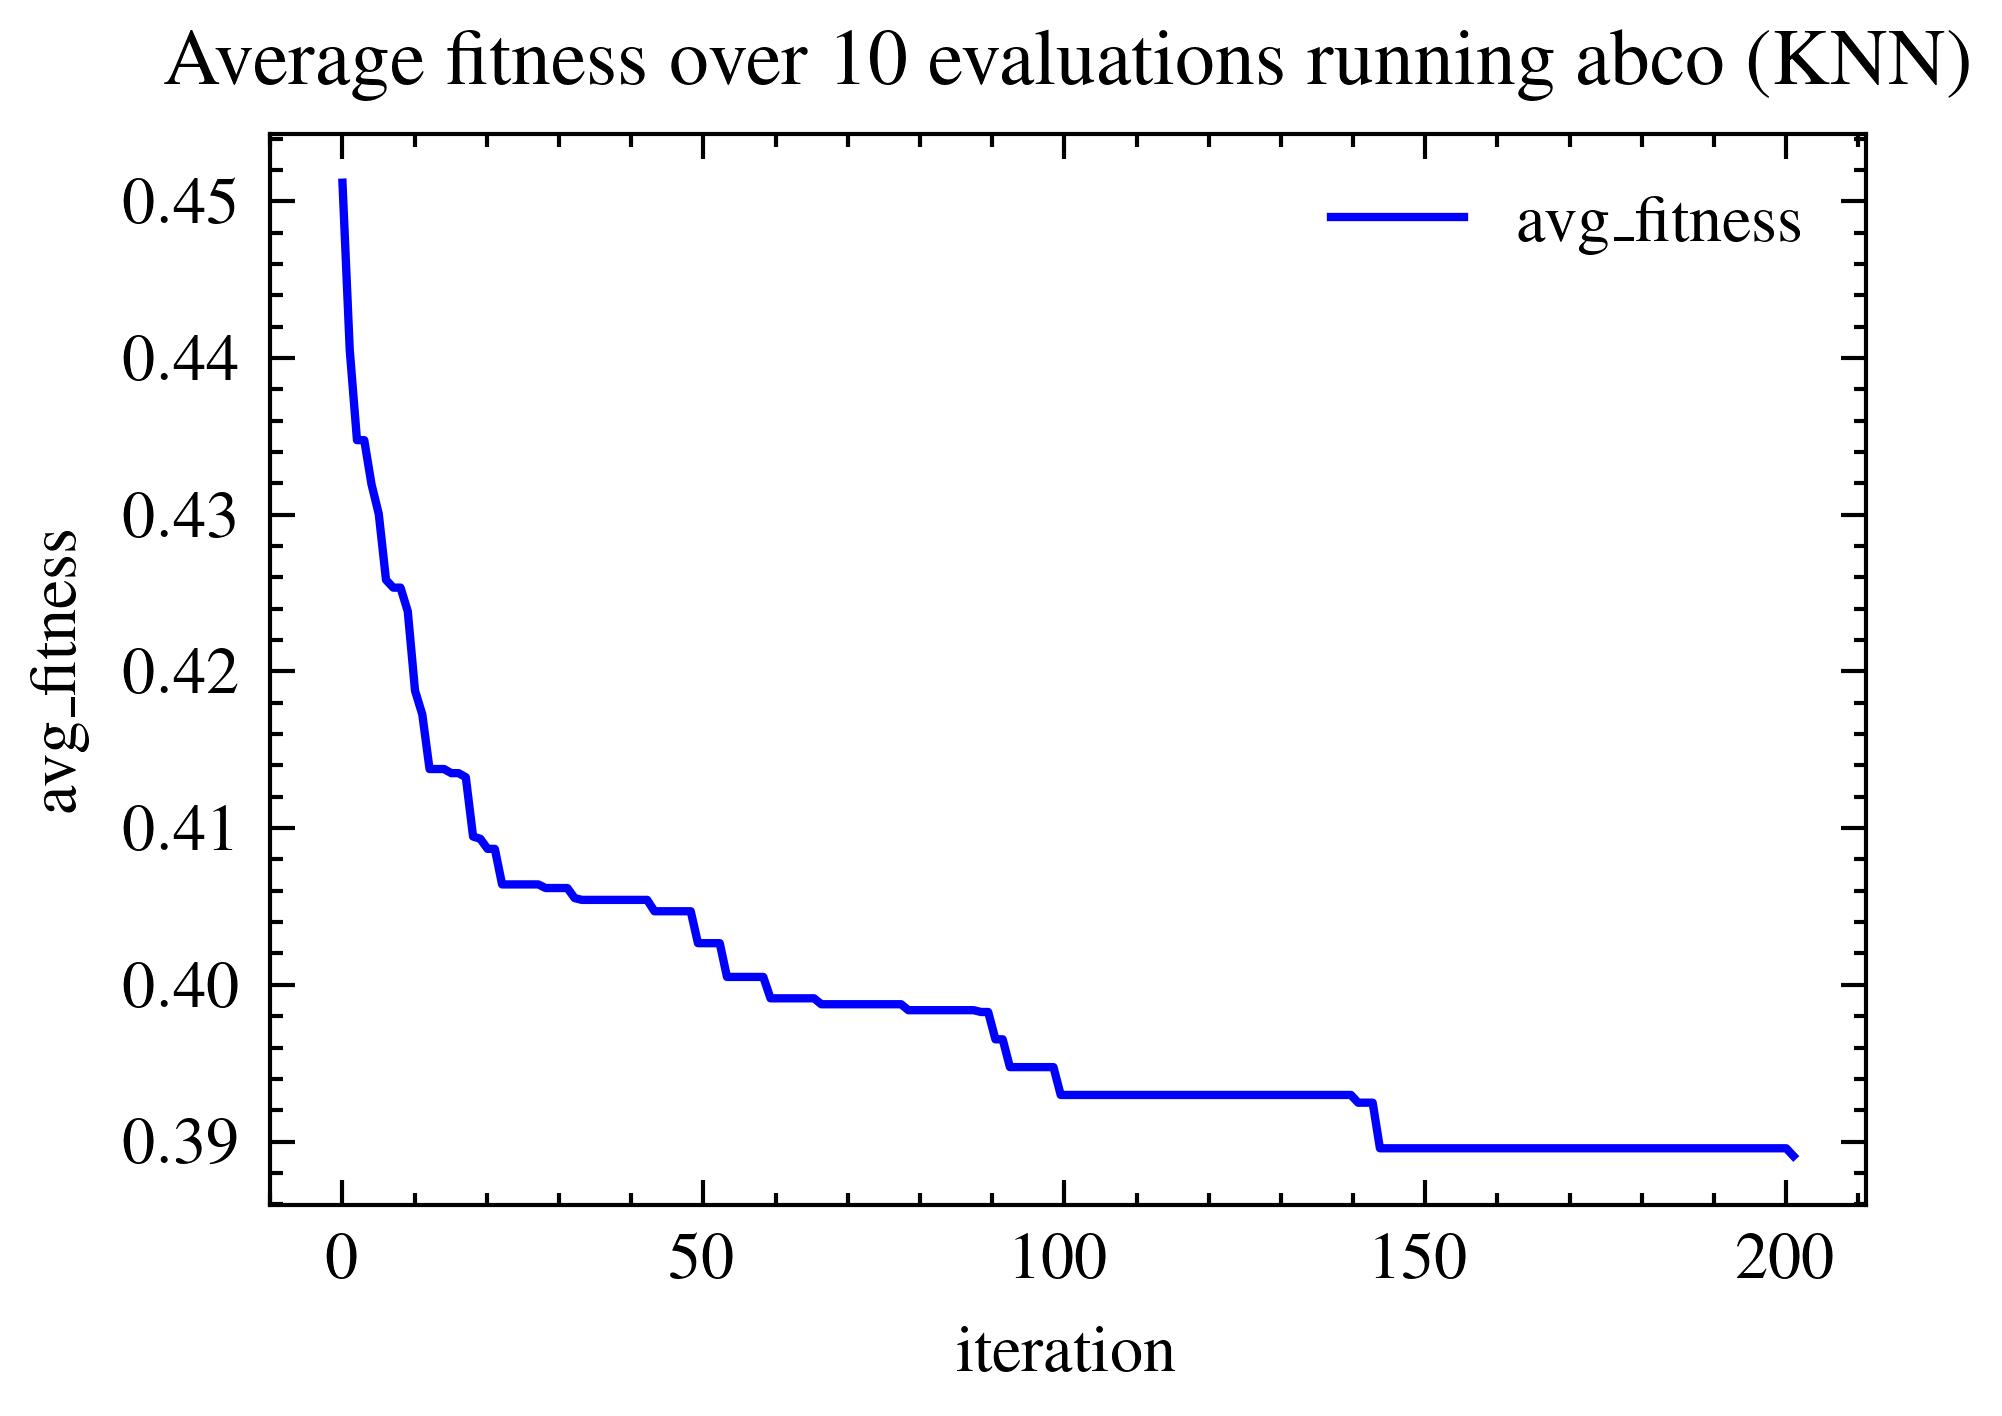 Average fitness over 10 evaluations running abco (KNN)
avg_fitness
0.45
0.44
0.43
0.42
0.41
0.40
0.39
avg_fitness
0 50 100 150 200
iteration